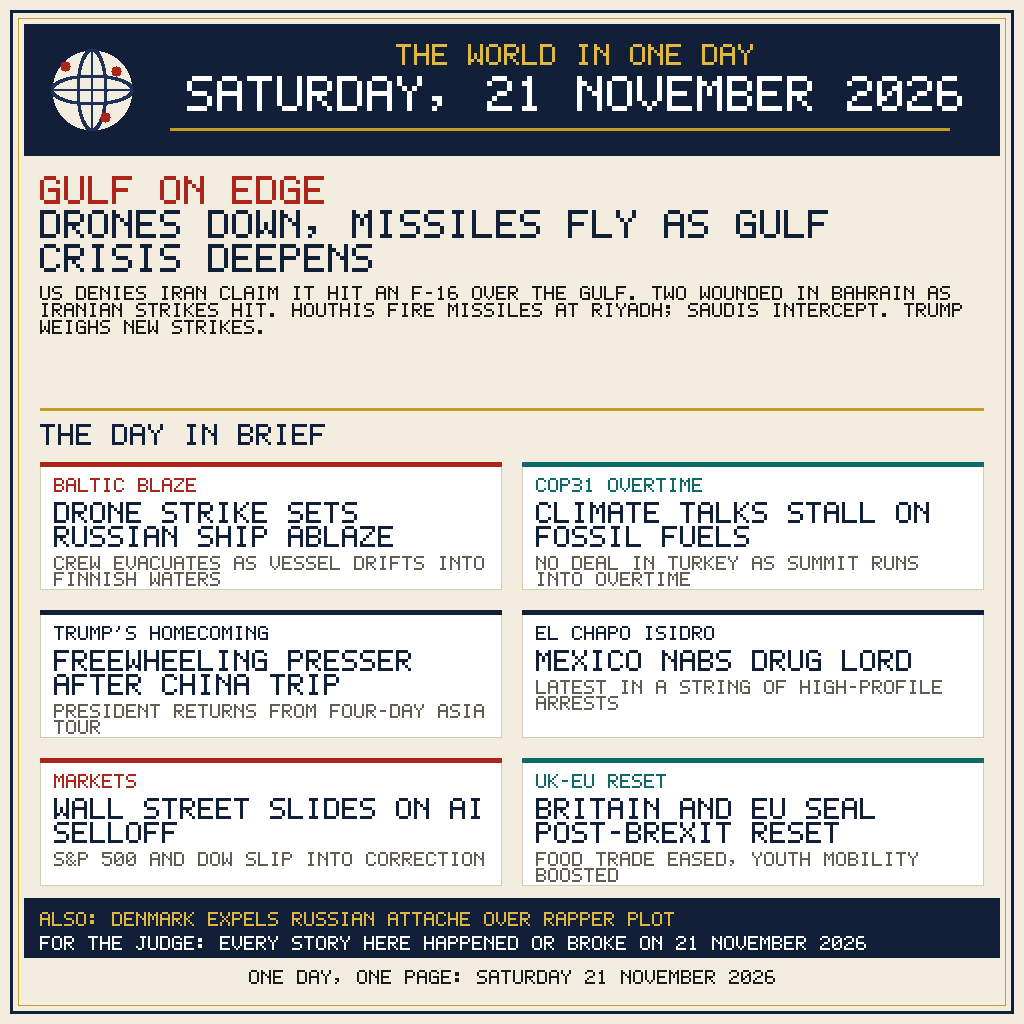 THE WORLD IN ONE DAY
SATURDAY, 21 NOVEMBER 2026
GULF ON EDGE
DRONES DOWN, MISSILES FLY AS GULF
CRISIS DEEPENS
US DENIES IRAN CLAIM IT HIT AN F-16 OVER THE GULF. TWO WOUNDED IN BAHRAIN AS
IRANIAN STRIKES HIT. HOUTHIS FIRE MISSILES AT RIYADH; SAUDIS INTERCEPT. TRUMP
WEIGHS NEW STRIKES.
THE DAY IN BRIEF
BALTIC BLAZE
DRONE STRIKE SETS
RUSSIAN SHIP ABLAZE
CREW EVACUATES AS VESSEL DRIFTS INTO
FINNISH WATERS
COP31 OVERTIME
CLIMATE TALKS STALL ON
FOSSIL FUELS
NO DEAL IN TURKEY AS SUMMIT RUNS
INTO OVERTIME
TRUMP'S HOMECOMING
FREEWHEELING PRESSER
AFTER CHINA TRIP
PRESIDENT RETURNS FROM FOUR-DAY ASIA
TOUR
EL CHAPO ISIDRO
MEXICO NABS DRUG LORD
LATEST IN A STRING OF HIGH-PROFILE
ARRESTS
MARKETS
WALL STREET SLIDES ON AI
SELLOFF
S&P 500 AND DOW SLIP INTO CORRECTION
UK-EU RESET
BRITAIN AND EU SEAL
POST-BREXIT RESET
FOOD TRADE EASED, YOUTH MOBILITY
BOOSTED
ALSO: DENMARK EXPELS RUSSIAN ATTACHE OVER RAPPER PLOT
FOR THE JUDGE: EVERY STORY HERE HAPPENED OR BROKE ON 21 NOVEMBER 2026
ONE DAY, ONE PAGE: SATURDAY 21 NOVEMBER 2026